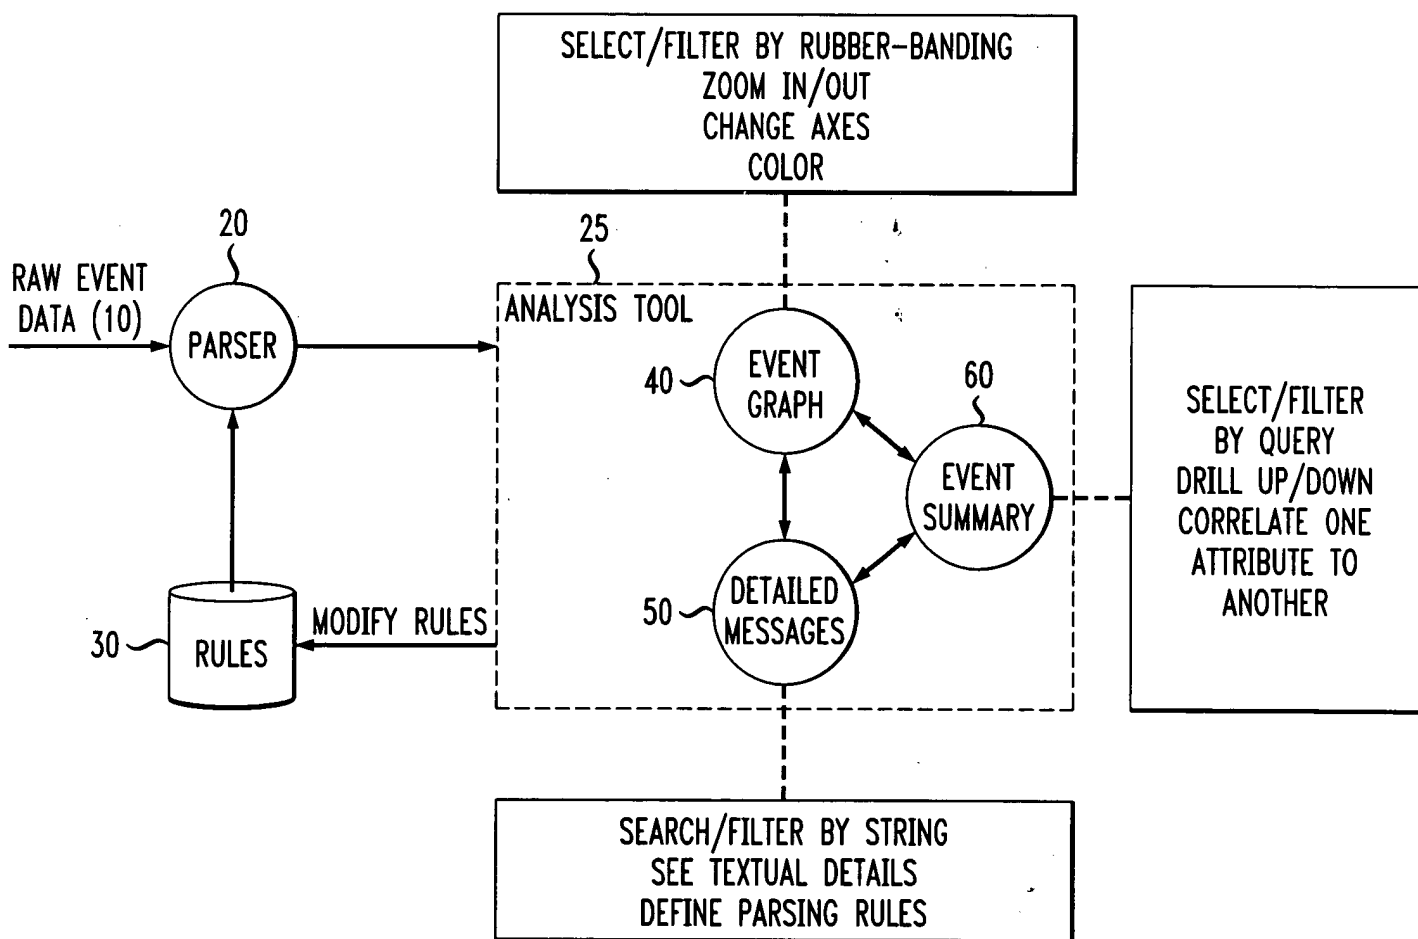 SELECT/FILTER BY RUBBER-BANDING
ZOOM IN/OUT
CHANGE AXES
COLOR
20
25
RAW EVENT
DATA (10)
PARSER
ANALYSIS TOOL
EVENT
GRAPH
40
60
EVENT
SUMMARY
SELECT/FILTER
BY QUERY
DRILL UP/DOWN
CORRELATE ONE
ATTRIBUTE TO
ANOTHER
DETAILED
MESSAGES
50
MODIFY RULES
30
RULES
SEARCH/FILTER BY STRING
SEE TEXTUAL DETAILS
DEFINE PARSING RULES